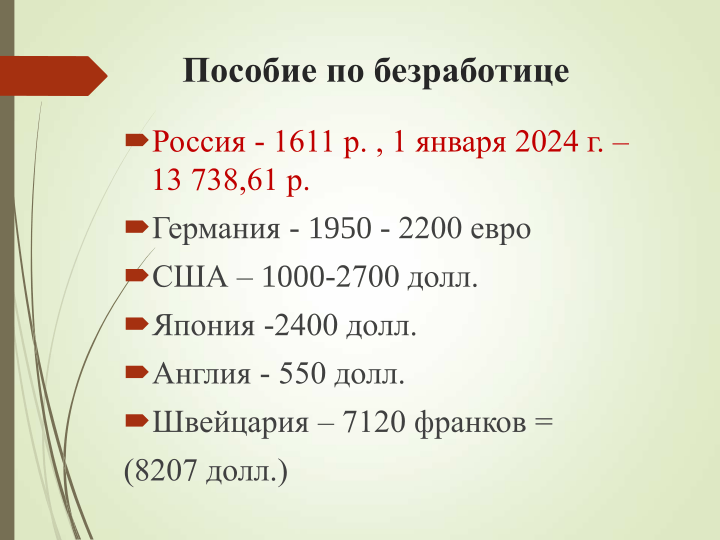 Пособие по безработице
Россия - 1611 р. , 1 января 2024 г. –
13 738,61 р.
Германия - 1950 - 2200 евро
США – 1000-2700 долл.
Япония -2400 долл.
Англия - 550 долл.
Швейцария – 7120 франков =
(8207 долл.)